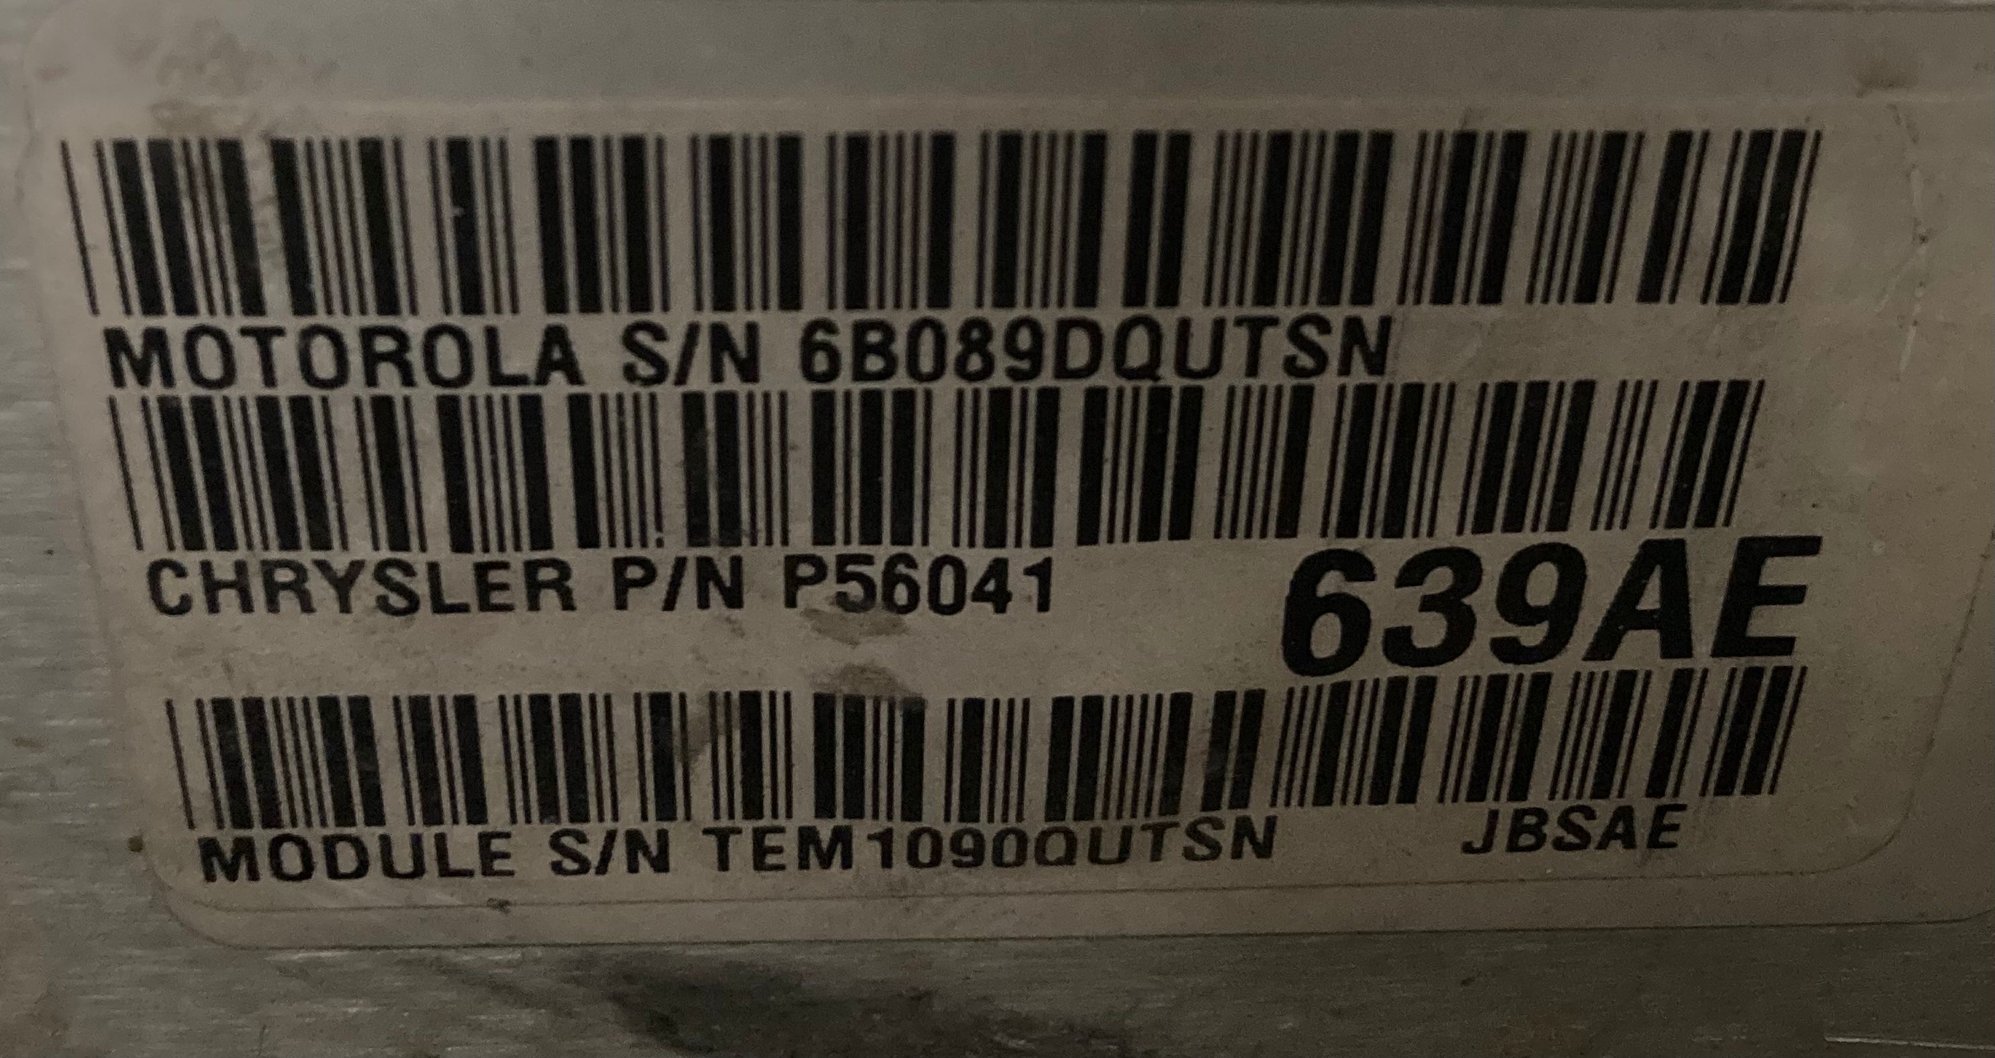 MOTOROLA S/N 6B089DQUTSN
CHRYSLER P/N P56041 639AE
MODULE S/N TEM1090QUTSN JBSAE